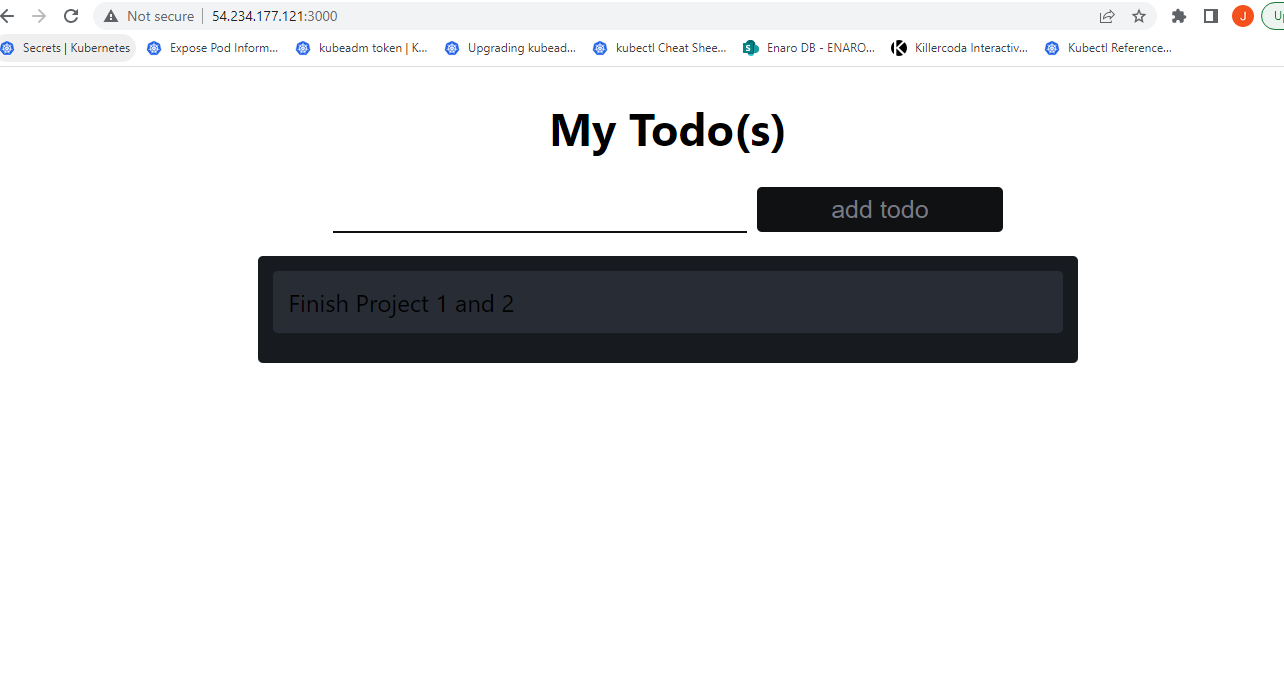 Not secure | 54.234.177.121:3000
J
Up
Secrets | Kubernetes
Expose Pod Inform...
kubeadm token | K...
Upgrading kubead...
kubectl Cheat Shee...
Enaro DB - ENARO...
Killercoda Interactiv...
Kubectl Reference...
My Todo(s)
add todo
Finish Project 1 and 2